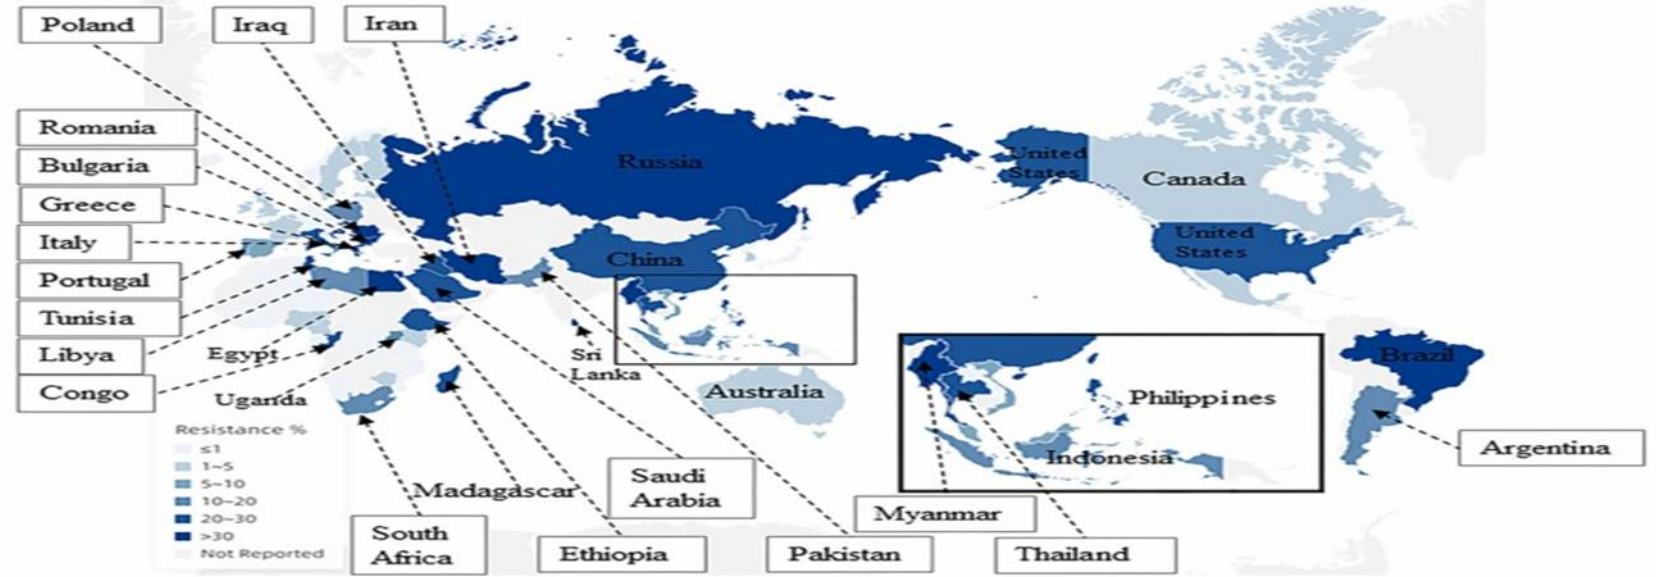 Poland
Iraq
Iran
Romania
Bulgaria
Greece
Italy
Portugal
Tunisia
Libya
Congo
Egypt
Uganda
Russia
China
United
States
Canada
United
States
Sri
Lanka
Australia
Brazil
Philippines
Indonesia
Argentina
Resistance %
≤1
1~5
5~10
10~20
20~30
>30
Not Reported
Madagascar
Saudi
Arabia
South
Africa
Ethiopia
Pakistan
Myanmar
Thailand